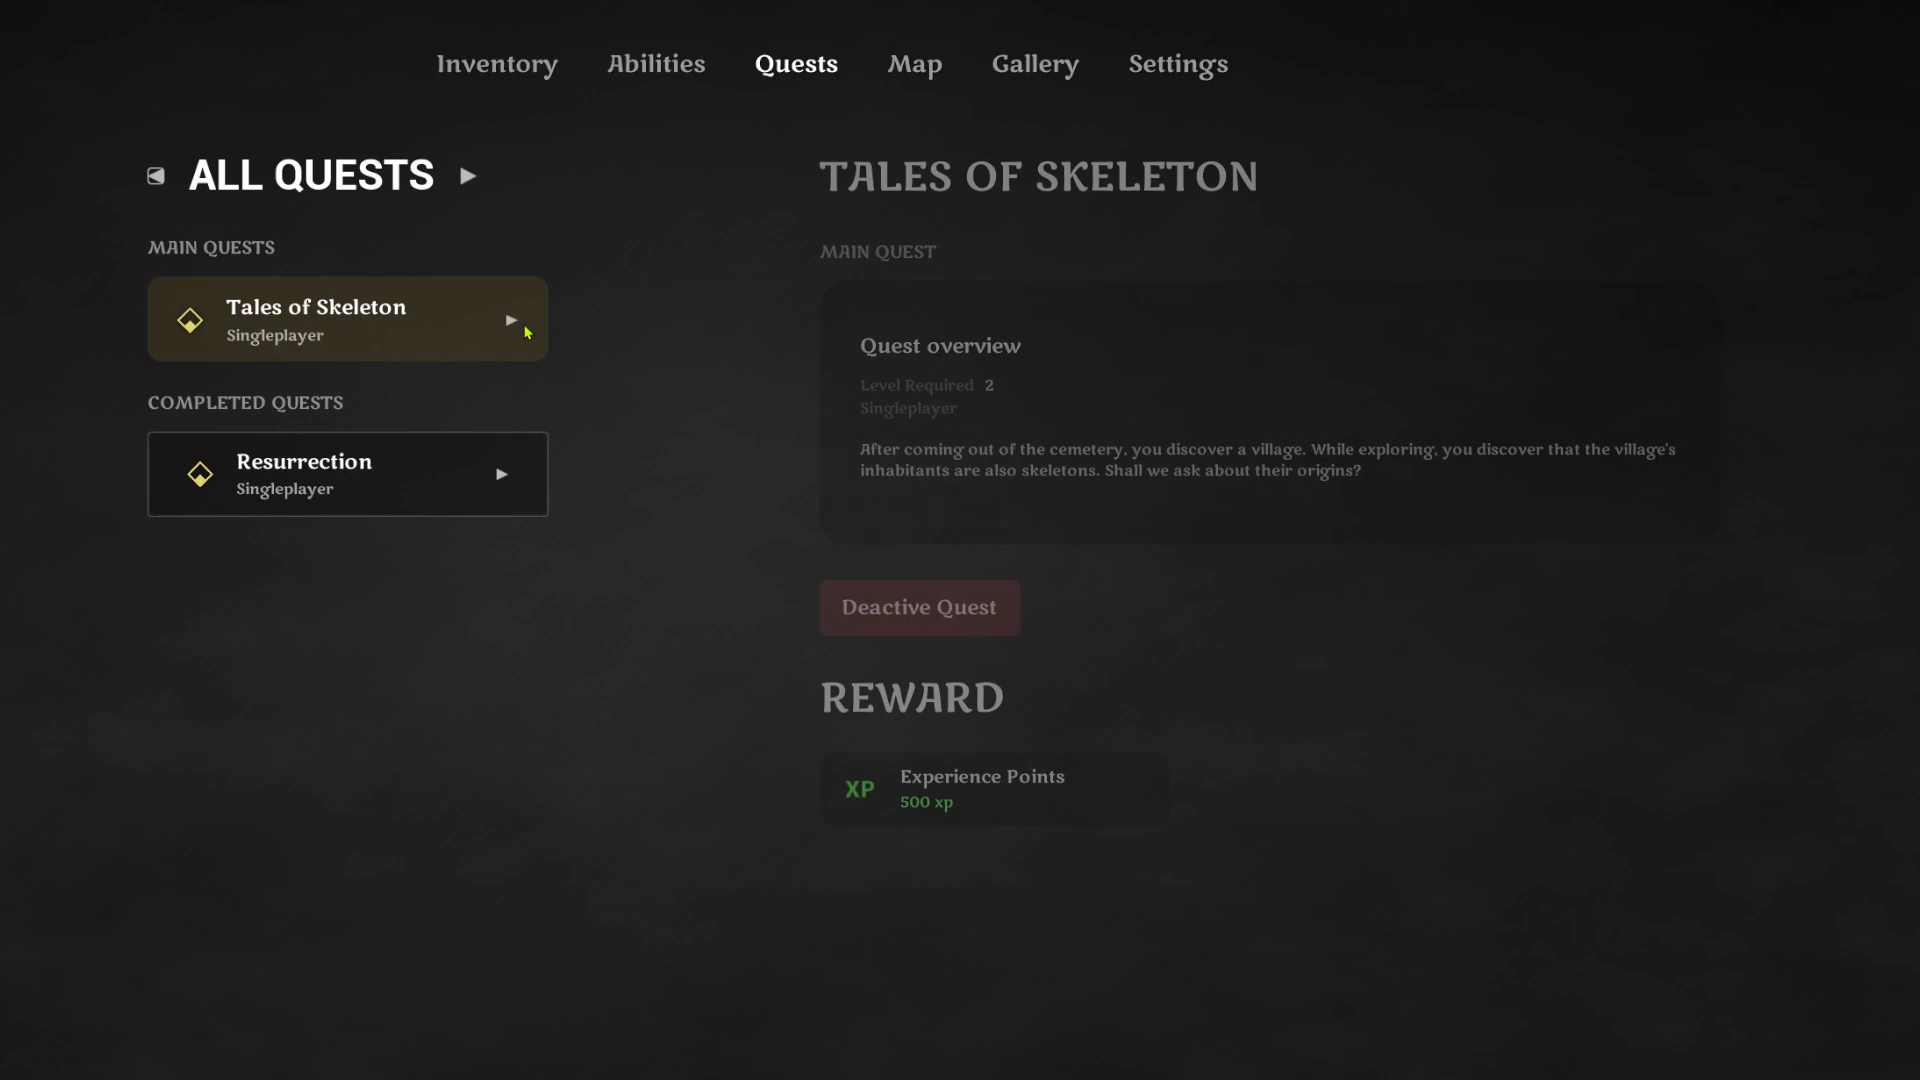 Inventory
Abilities
Quests
Map
Gallery
Settings
ALL QUESTS
MAIN QUESTS
Tales of Skeleton
Singleplayer
COMPLETED QUESTS
Resurrection
Singleplayer
TALES OF SKELETON
MAIN QUEST
Quest overview
Level Required 2
Singleplayer
After coming out of the cemetery, you discover a village. While exploring, you discover that the village's
inhabitants are also skeletons. Shall we ask about their origins?
Deactive Quest
REWARD
XP
Experience Points
500 xp